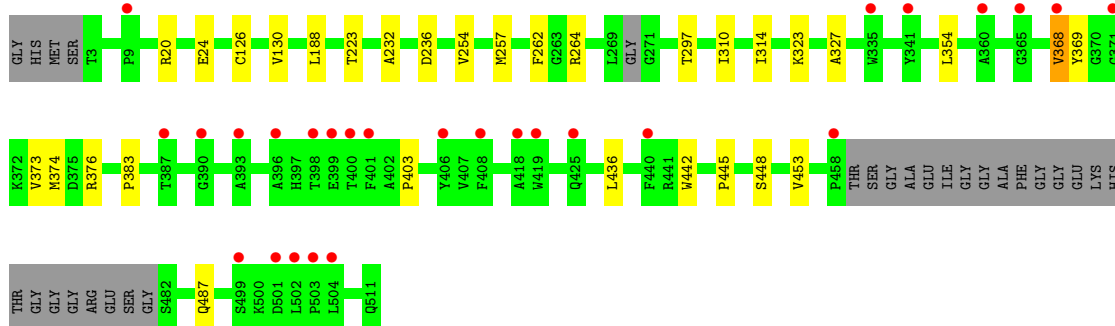 GLY HIS MET SER T3 P9 R20 E24 C126 V130 L188 T223 A232 D236 V254 M257 F262 G263 R264 L269 GLY G271 T297 I310 I314 K323 A327 W335 Y341 L354 A360 G365 V368 Y369 G370 G371
K372 V373 M374 D375 R376 P383 T387 G390 A393 A396 H397 T398 E399 T400 F401 A402 P403 Y406 V407 F408 A418 W419 Q425 L436 F440 R441 W442 P445 S448 V453 P458 THR SER GLY ALA GLU ILE GLY GLY ALA PHE GLY GLY GLU LYS HIS
THR GLY GLY GLY ARG GLU SER GLY S482 Q487 S499 K500 D501 L502 P503 L504 Q511